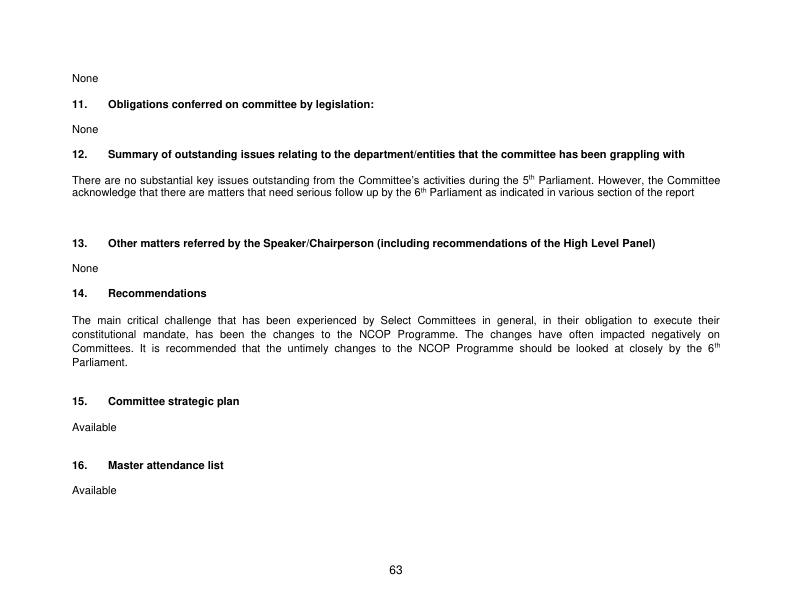 None
11. Obligations conferred on committee by legislation:
None
12. Summary of outstanding issues relating to the department/entities that the committee has been grappling with
There are no substantial key issues outstanding from the Committee's activities during the 5th Parliament. However, the Committee
acknowledge that there are matters that need serious follow up by the 6th Parliament as indicated in various section of the report
13. Other matters referred by the Speaker/Chairperson (including recommendations of the High Level Panel)
None
14. Recommendations
The main critical challenge that has been experienced by Select Committees in general, in their obligation to execute their
constitutional mandate, has been the changes to the NCOP Programme. The changes have often impacted negatively on
Committees. It is recommended that the untimely changes to the NCOP Programme should be looked at closely by the 6th
Parliament.
15. Committee strategic plan
Available
16. Master attendance list
Available
63